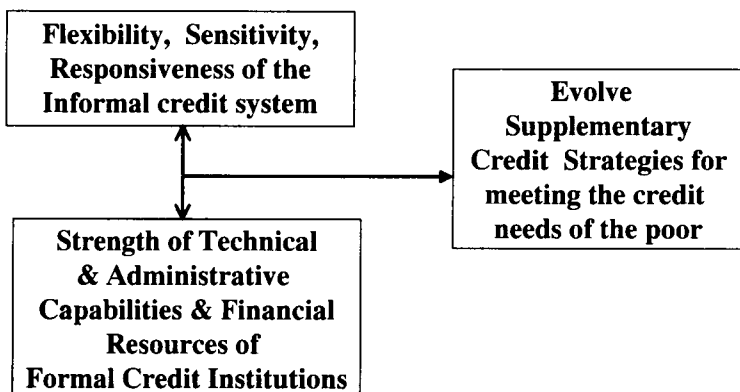 Flexibility, Sensitivity,
Responsiveness of the
Informal credit system
Evolve
Supplementary
Credit Strategies for
meeting the credit
needs of the poor
Strength of Technical
& Administrative
Capabilities & Financial
Resources of
Formal Credit Institutions